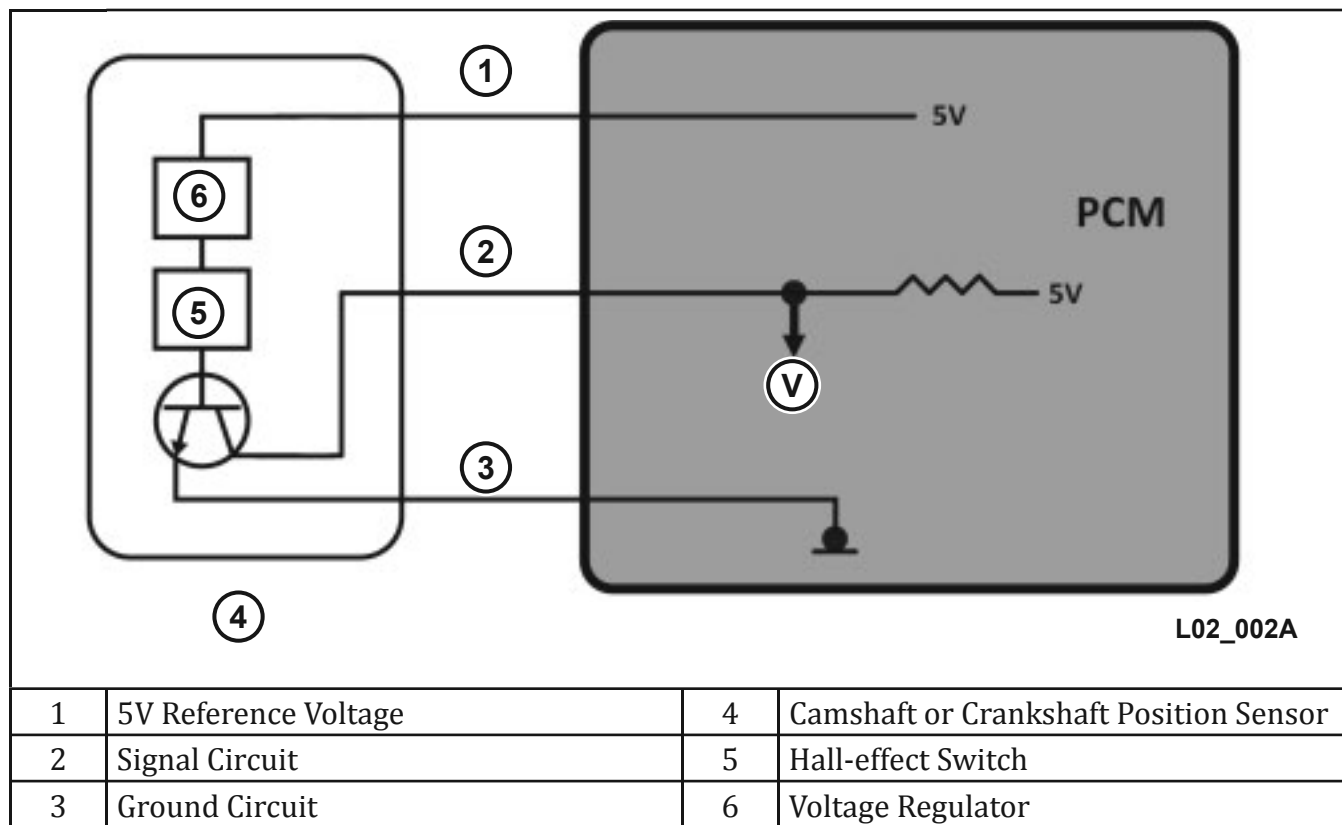 1
5V
6
PCM
2
5
5V
V
3
4
L02_002A
1 5V Reference Voltage 4 Camshaft or Crankshaft Position Sensor
2 Signal Circuit 5 Hall-effect Switch
3 Ground Circuit 6 Voltage Regulator